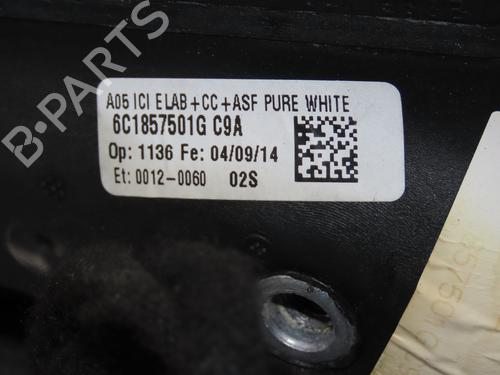 B-PARTS
A05 ICI ELAB+CC+ASF PURE WHITE
6C1857501G C9A
Op: 1136 Fe: 04/09/14
Et: 0012-0060 02S